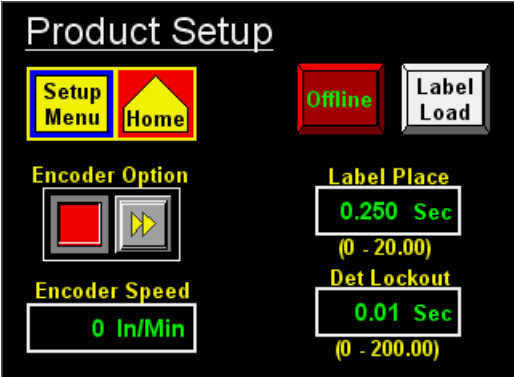 Product Setup
Setup
Menu
Home
Offline
Label
Load
Encoder Option
Label Place
0.250 Sec
(0 - 20.00)
Encoder Speed
0 In/Min
Det Lockout
0.01 Sec
(0 - 200.00)